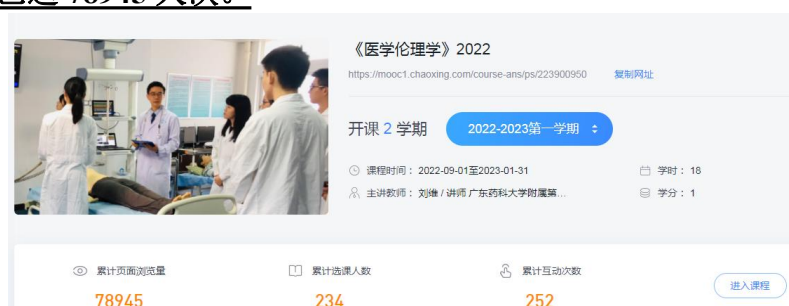 78945 人次。
《医学伦理学》2022
https://mooc1.chaoxing.com/course-ans/ps/223900950 复制网址
开课 2 学期 2022-2023第一学期
课程时间： 2022-09-01至2023-01-31 学时： 18
主讲教师： 刘维 / 讲师 广东药科大学附属第... 学分： 1
累计页面浏览量 累计选课人数 累计互动次数
78945 234 252
进入课程